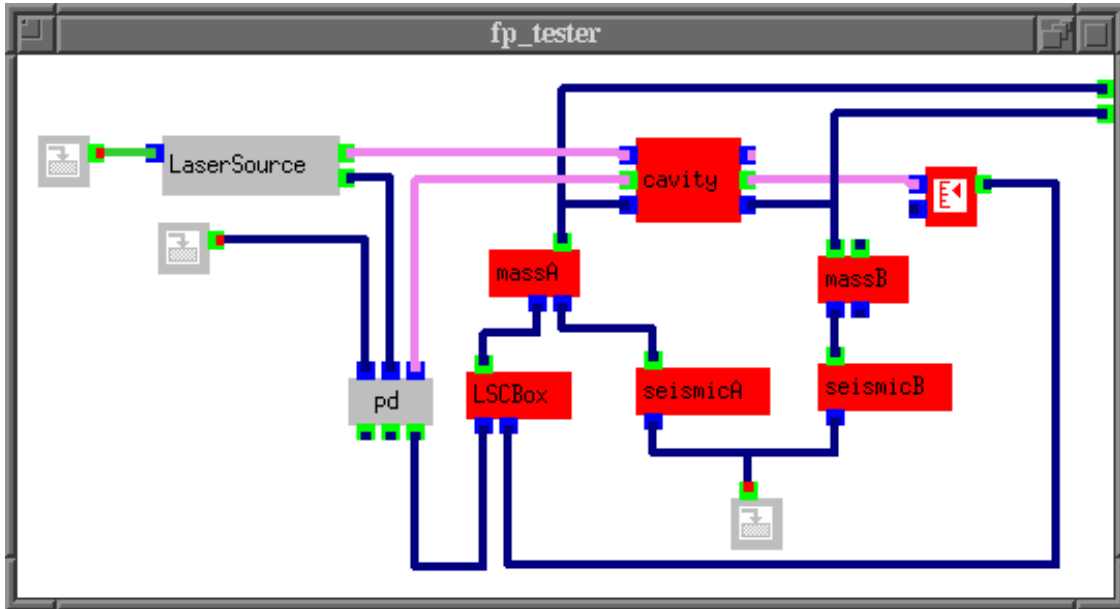 fp_tester
LaserSource
cavity
massA
massB
pd
LSCBox
seismicA
seismicB